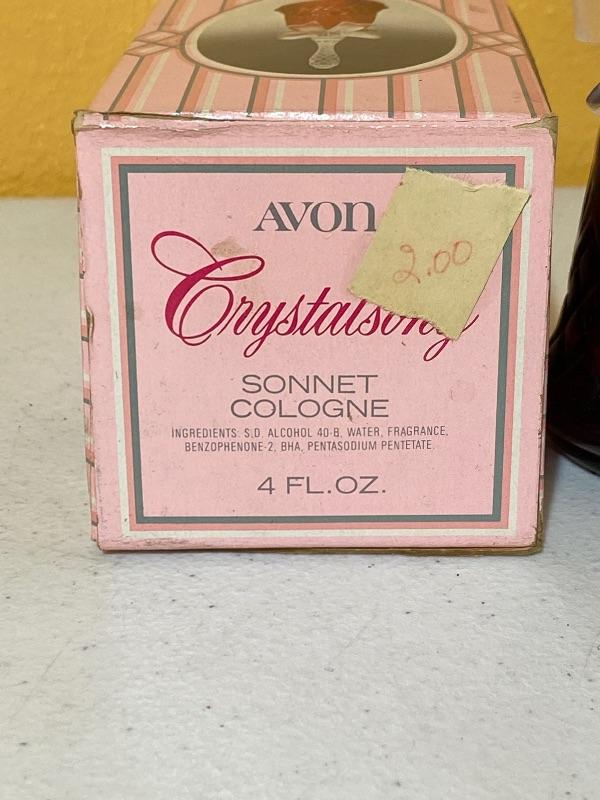 AVON
Crystalsong
2.00
SONNET
COLOGNE
INGREDIENTS: S.D. ALCOHOL 40-B, WATER, FRAGRANCE,
BENZOPHENONE-2, BHA, PENTASODIUM PENTETATE.
4 FL.OZ.